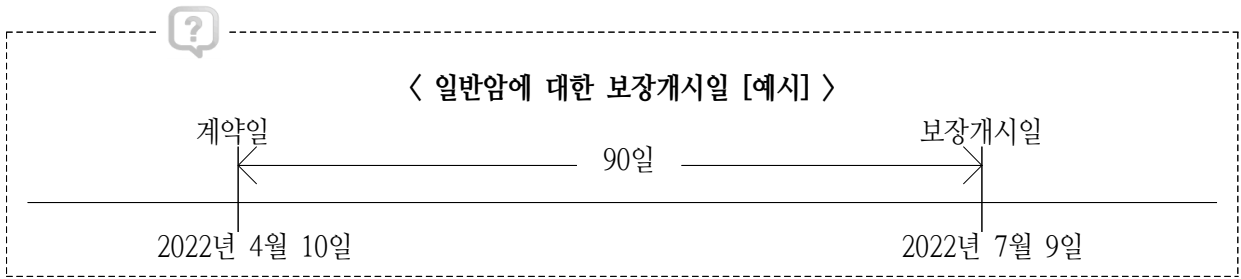 ?
〈 일반암에 대한 보장개시일 [예시] 〉
계약일 보장개시일
90일
2022년 4월 10일 2022년 7월 9일